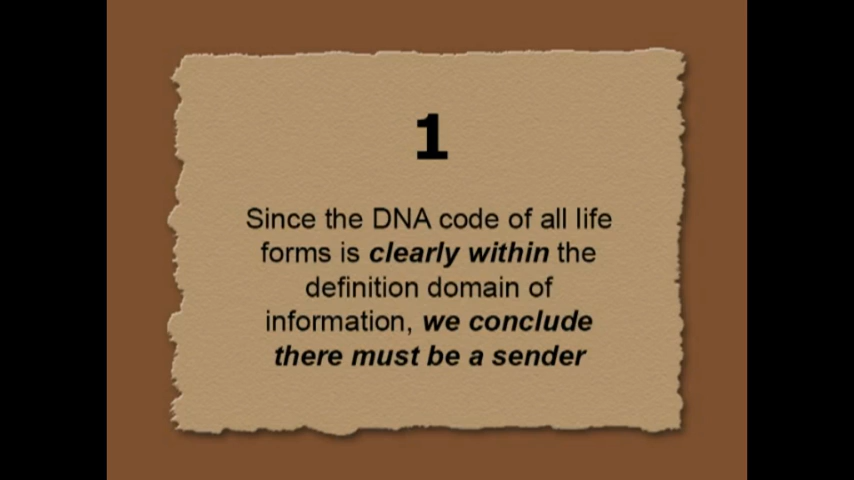 1
Since the DNA code of all life
forms is clearly within the
definition domain of
information, we conclude
there must be a sender